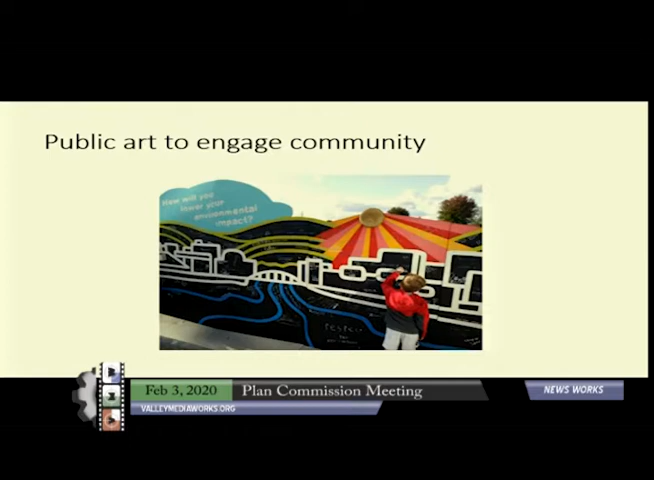 Public art to engage community
How will you
lower your
environmental
impact?
Feb 3, 2020
Plan Commission Meeting
NEWS WORKS
VALLEYMEDIAWORKS.ORG